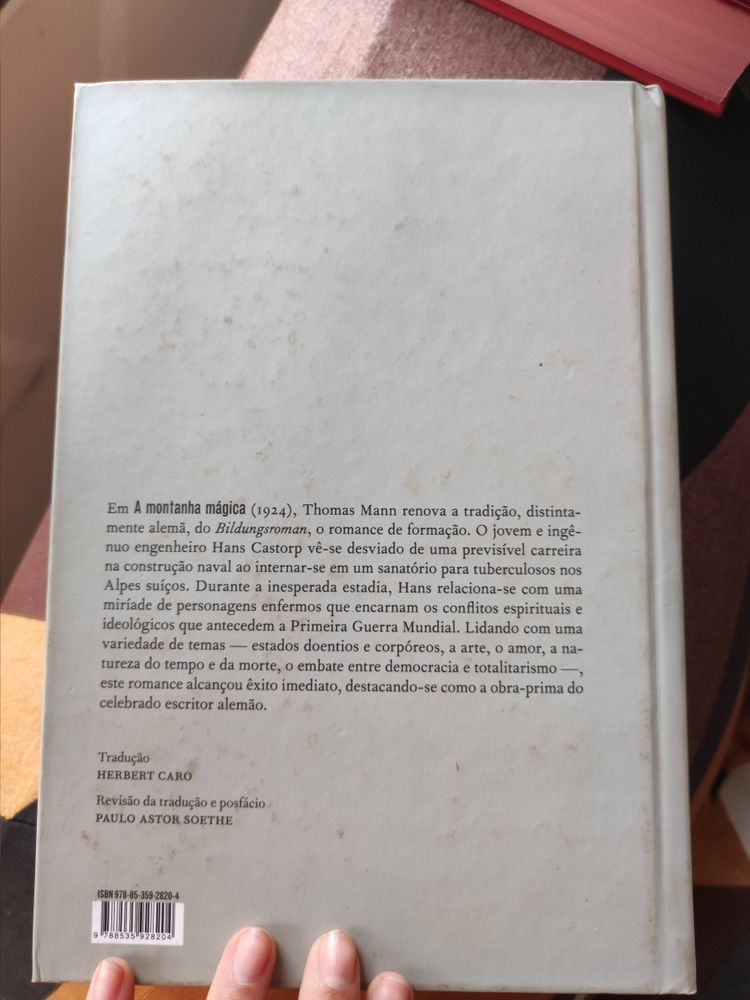 Em A montanha mágica (1924), Thomas Mann renova a tradição, distinta-
mente alemã, do Bildungsroman, o romance de formação. O jovem e ingê-
nuo engenheiro Hans Castorp vê-se desviado de uma previsível carreira
na construção naval ao internar-se em um sanatório para tuberculosos nos
Alpes suíços. Durante a inesperada estadia, Hans relaciona-se com uma
miríade de personagens enfermos que encarnam os conflitos espirituais e
ideológicos que antecedem a Primeira Guerra Mundial. Lidando com uma
variedade de temas — estados doentios e corpóreos, a arte, o amor, a na-
tureza do tempo e da morte, o embate entre democracia e totalitarismo —,
este romance alcançou êxito imediato, destacando-se como a obra-prima do
celebrado escritor alemão.
Tradução
HERBERT CARO
Revisão da tradução e posfácio
PAULO ASTOR SOETHE
ISBN 978-85-359-2820-4
9 788535 928204